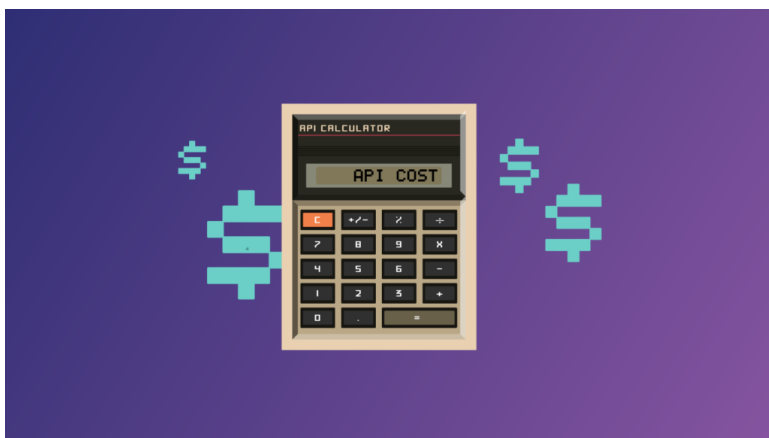 API CALCULATOR
API COST
$
$
$
$
C +/- % ÷
7 8 9 X
4 5 6 -
1 2 3 +
0 . =